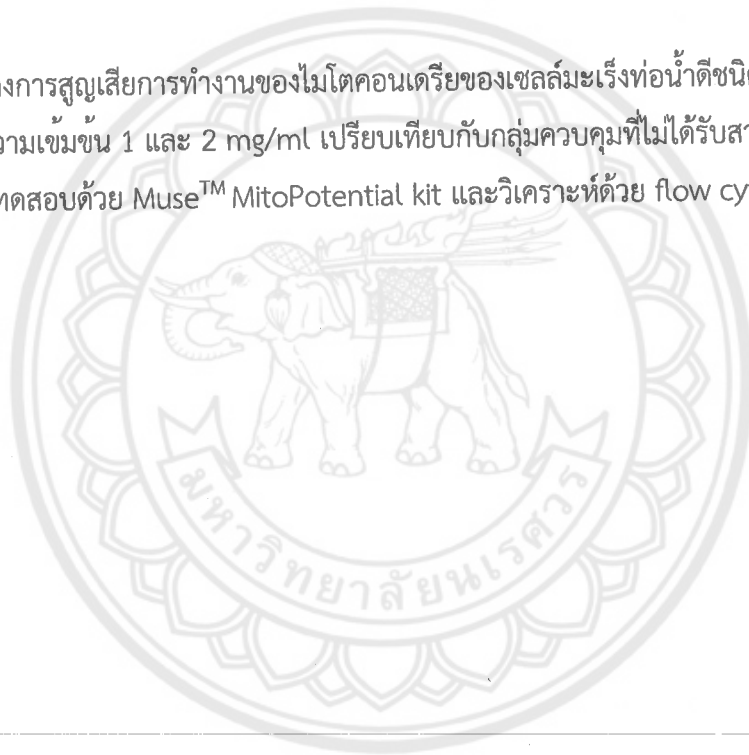 งการสูญเสียการทำงานของไมโตคอนเดรียของเซลล์มะเร็งท่อน้ำดีชนิด
วามเข้มข้น 1 และ 2 mg/ml เปรียบเทียบกับกลุ่มควบคุมที่ไม่ได้รับสา
ทดสอบด้วย Muse™ MitoPotential kit และวิเคราะห์ด้วย flow cy
มหาวิทยาลัยนเรศวร